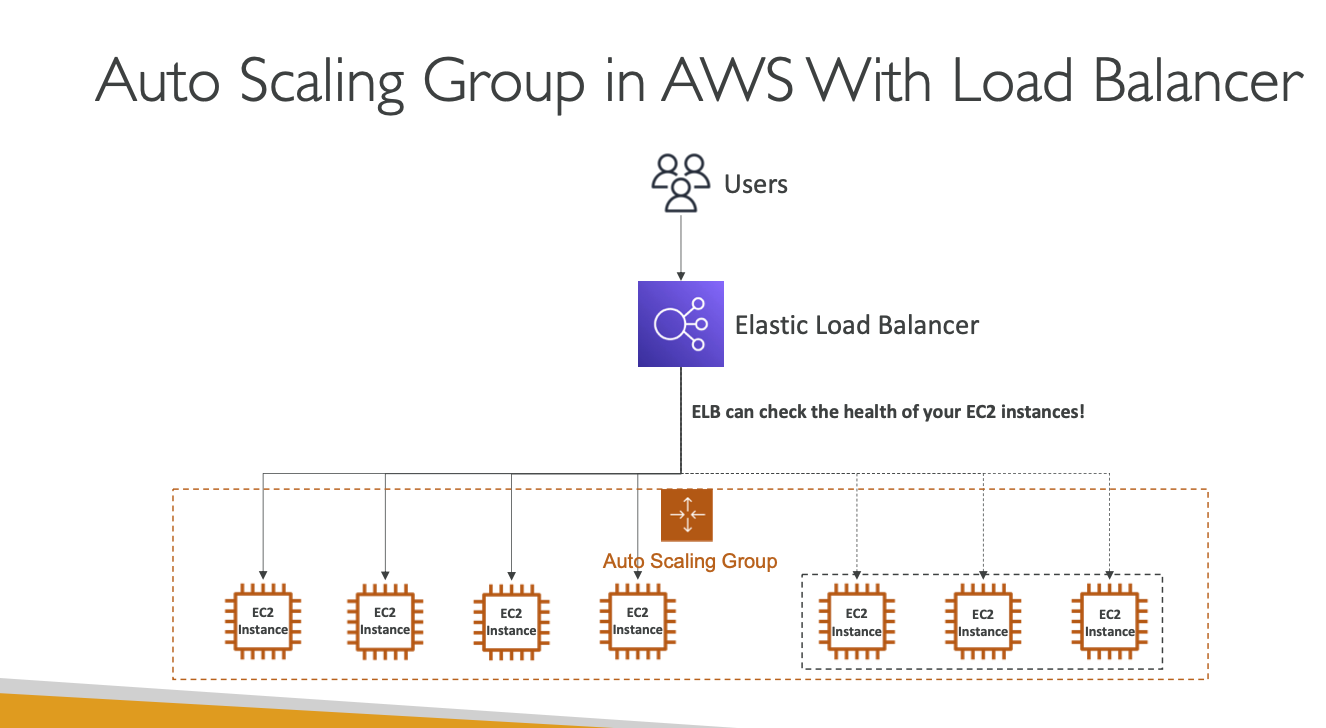 Auto Scaling Group in AWS With Load Balancer
Users
Elastic Load Balancer
ELB can check the health of your EC2 instances!
Auto Scaling Group
EC2
Instance
EC2
Instance
EC2
Instance
EC2
Instance
EC2
Instance
EC2
Instance
EC2
Instance